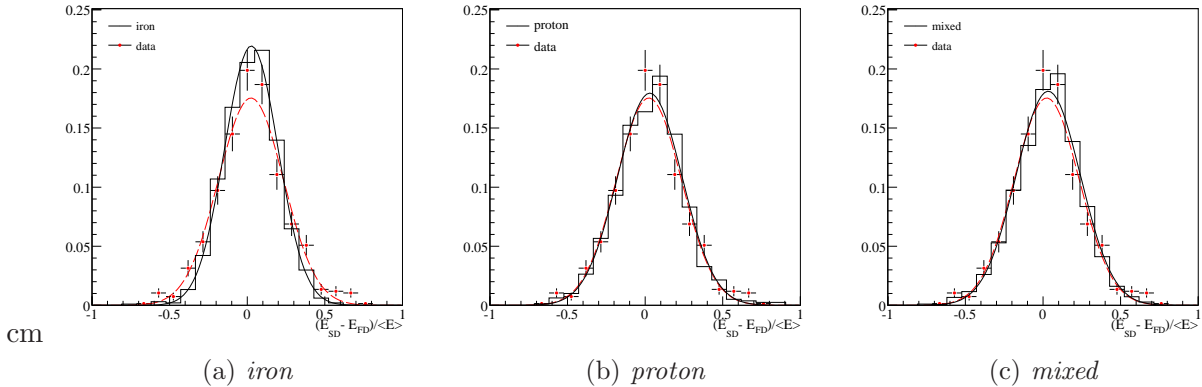 0.25
0.2
0.15
0.1
0.05
0
-1 -0.5 0 0.5 1
iron
data
(E_SD - E_FD)/<E>
0.25
0.2
0.15
0.1
0.05
0
-1 -0.5 0 0.5 1
proton
data
(E_SD - E_FD)/<E>
0.25
0.2
0.15
0.1
0.05
0
-1 -0.5 0 0.5 1
mixed
data
(E_SD - E_FD)/<E>
cm
(a) iron
(b) proton
(c) mixed